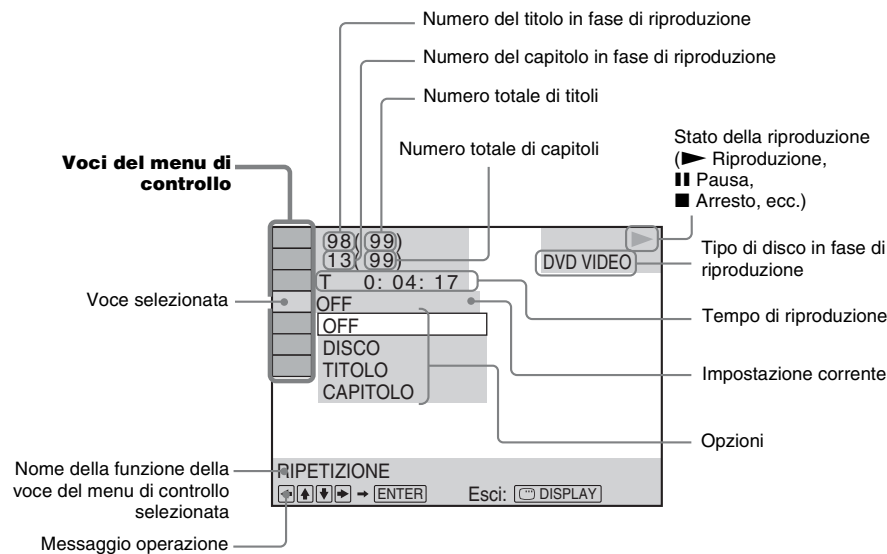 Numero del titolo in fase di riproduzione
Numero del capitolo in fase di riproduzione
Numero totale di titoli
Numero totale di capitoli
Stato della riproduzione
(► Riproduzione,
❚❚ Pausa,
■ Arresto, ecc.)
Voci del menu di
controllo
98( 99)
13( 99)
T 0: 04: 17
OFF
OFF
DISCO
TITOLO
CAPITOLO
DVD VIDEO
Tipo di disco in fase di
riproduzione
Voce selezionata
Tempo di riproduzione
Impostazione corrente
Opzioni
Nome della funzione della
voce del menu di controllo
selezionata
RIPETIZIONE
←↑↓→ → ENTER Esci: DISPLAY
Messaggio operazione